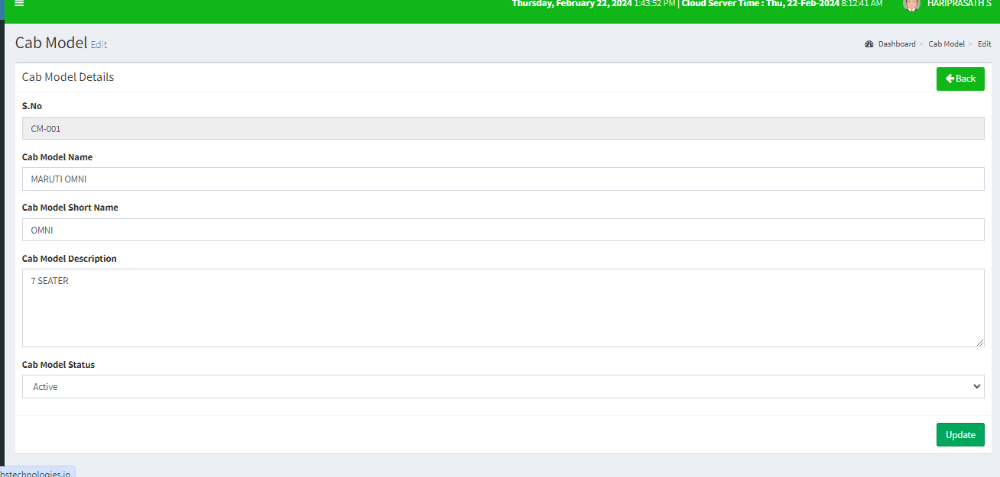 Thursday, February 22, 2024 1:43:52 PM | Cloud Server Time : Thu, 22-Feb-2024 8:12:41 AM HARIPRASATH S
Cab Model Edit
Dashboard > Cab Model > Edit
Cab Model Details
Back
S.No
CM-001
Cab Model Name
MARUTI OMNI
Cab Model Short Name
OMNI
Cab Model Description
7 SEATER
Cab Model Status
Active
Update
bstechnologies.in